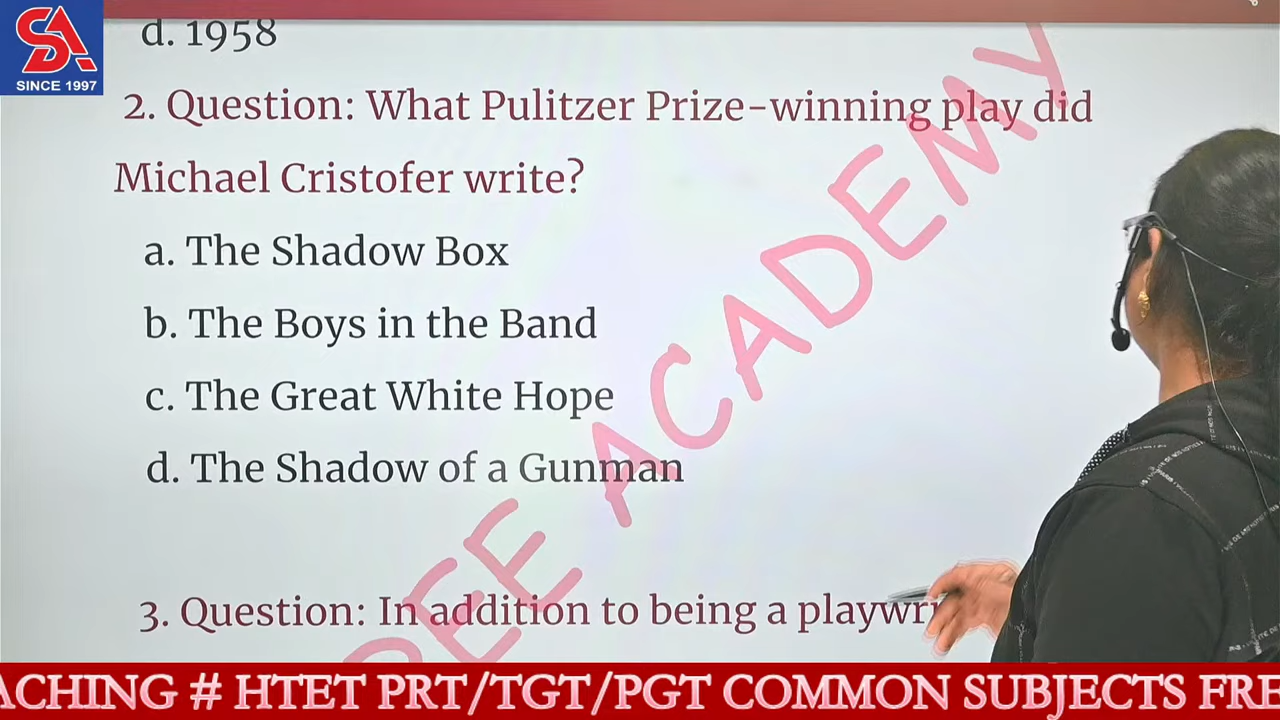 SA
SINCE 1997
d. 1958
2. Question: What Pulitzer Prize-winning play did
Michael Cristofer write?
a. The Shadow Box
b. The Boys in the Band
c. The Great White Hope
d. The Shadow of a Gunman
3. Question: In addition to being a playwr
REE ACADEMY
ACHING # HTET PRT/TGT/PGT COMMON SUBJECTS FRE